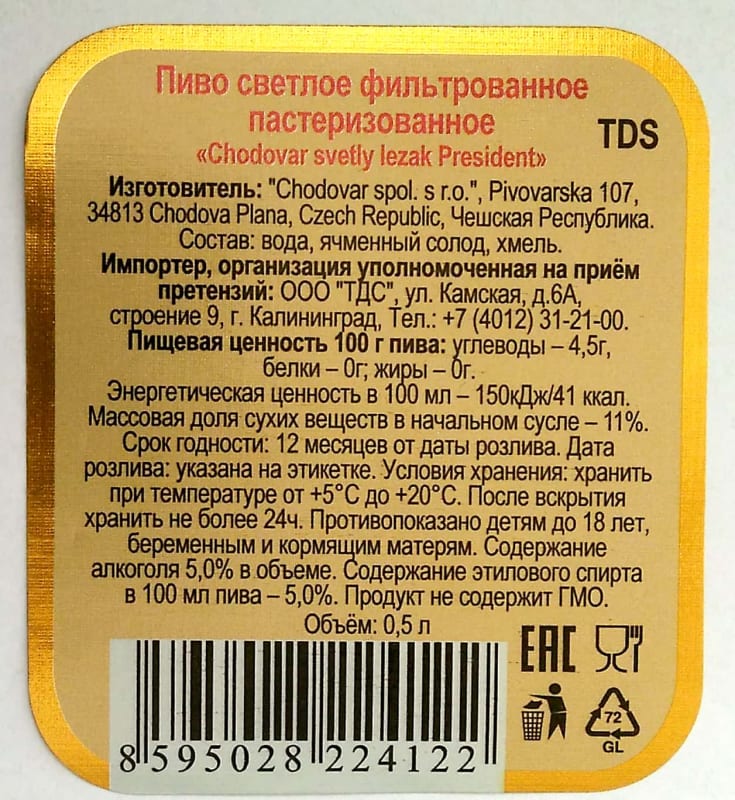 Пиво светлое фильтрованное
пастеризованное
TDS
«Chodovar svetly lezak President»
Изготовитель: "Chodovar spol. s r.o.", Pivovarska 107,
34813 Chodova Plana, Czech Republic, Чешская Республика.
Состав: вода, ячменный солод, хмель.
Импортер, организация уполномоченная на приём
претензий: ООО "ТДС", ул. Камская, д.6А,
строение 9, г. Калининград, Тел.: +7 (4012) 31-21-00.
Пищевая ценность 100 г пива: углеводы – 4,5г,
белки – 0г; жиры – 0г.
Энергетическая ценность в 100 мл – 150кДж/41 ккал.
Массовая доля сухих веществ в начальном сусле – 11%.
Срок годности: 12 месяцев от даты розлива. Дата
розлива: указана на этикетке. Условия хранения: хранить
при температуре от +5°С до +20°С. После вскрытия
хранить не более 24ч. Противопоказано детям до 18 лет,
беременным и кормящим матерям. Содержание
алкоголя 5,0% в объеме. Содержание этилового спирта
в 100 мл пива – 5,0%. Продукт не содержит ГМО.
Объём: 0,5 л
EAC
72
GL
8 595028 224122